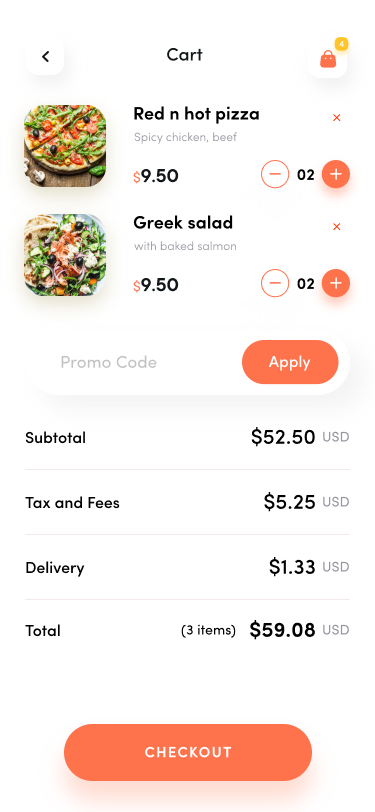 4
Cart
Red n hot pizza
×
Spicy chicken, beef
$9.50
− 02 +
Greek salad
×
with baked salmon
$9.50
− 02 +
Promo Code
Apply
Subtotal $52.50 USD
Tax and Fees $5.25 USD
Delivery $1.33 USD
Total (3 items) $59.08 USD
CHECKOUT